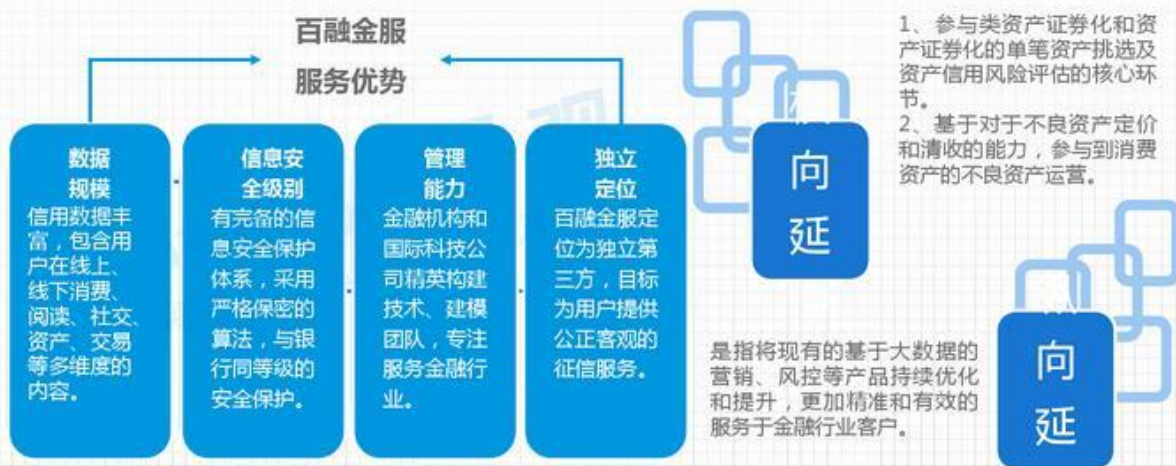 百融金服
服务优势
数据
规模
信用数据丰
富，包含用
户在线上、
线下消费、
阅读、社交、
资产、交易
等多维度的
内容。
信息安
全级别
有完备的信
息安全保护
体系，采用
严格保密的
算法，与银
行同等级的
安全保护。
管理
能力
金融机构和
国际科技公
司精英构建
技术、建模
团队，专注
服务金融行
业。
独立
定位
百融金服定
位为独立第
三方，目标
为用户提供
公正客观的
征信服务。
向
延
1、参与类资产证券化和资
产证券化的单笔资产挑选及
资产信用风险评估的核心环
节。
2、基于对于不良资产定价
和清收的能力，参与到消费
资产的不良资产运营。
是指将现有的基于大数据的
营销、风控等产品持续优化
和提升，更加精准和有效的
服务于金融行业客户。
向
延